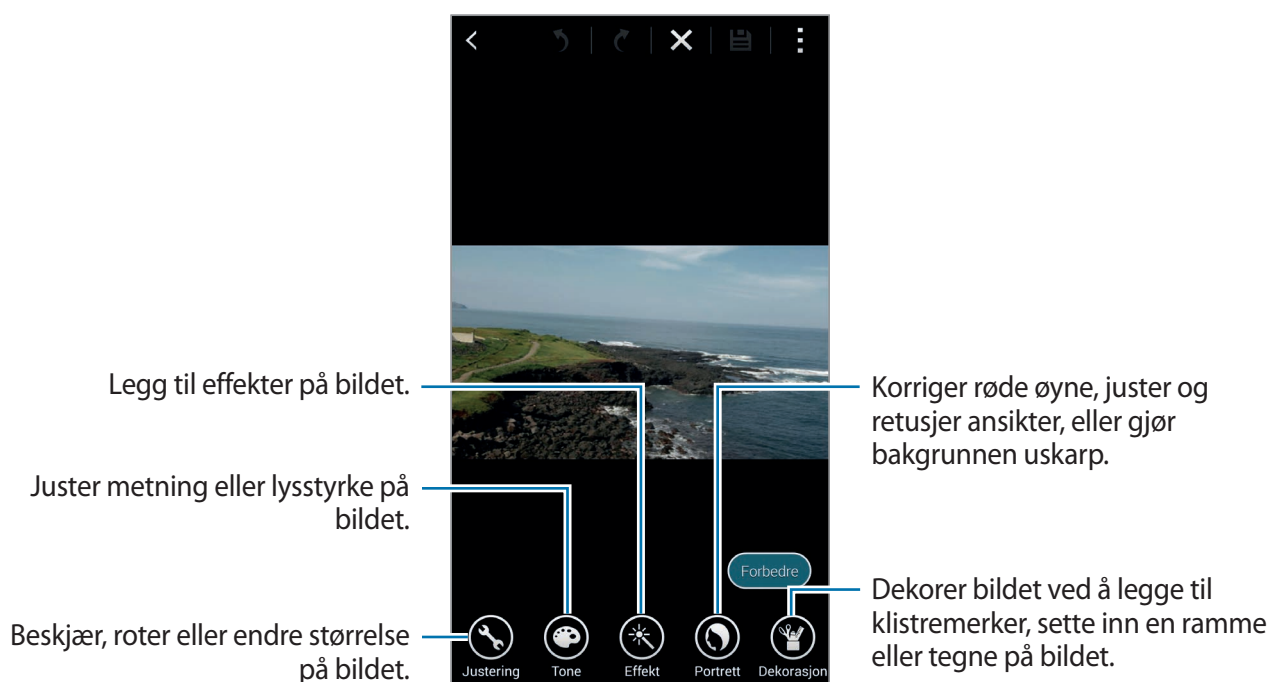 Legg til effekter på bildet.
Juster metning eller lysstyrke på
bildet.
Beskjær, roter eller endre størrelse
på bildet.
Korriger røde øyne, juster og
retusjer ansikter, eller gjør
bakgrunnen uskarp.
Forbedre
Dekorer bildet ved å legge til
klistremerker, sette inn en ramme
eller tegne på bildet.
Justering
Tone
Effekt
Portrett
Dekorasjon